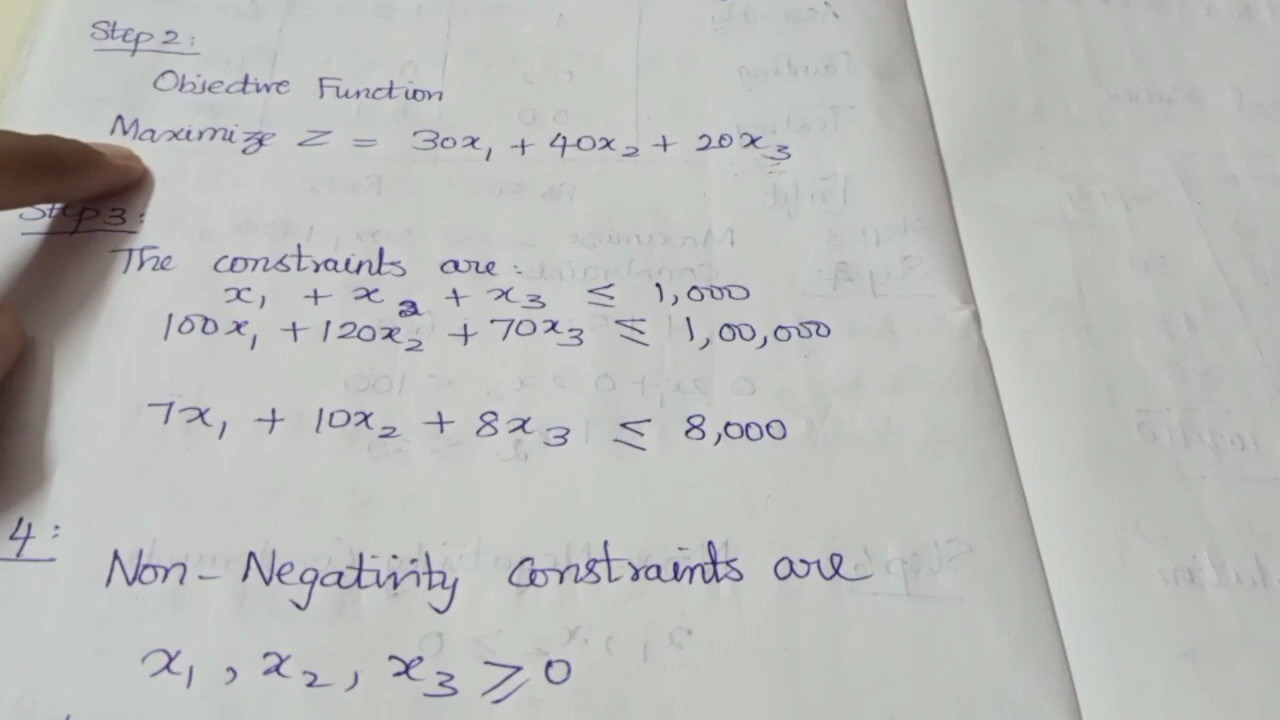 Step 2:
Objective Function
Maximize Z = 30x₁ + 40x₂ + 20x₃
Step 3:
The constraints are:
x₁ + x₂ + x₃ ≤ 1,000
100x₁ + 120x₂ + 70x₃ ≤ 1,00,000
7x₁ + 10x₂ + 8x₃ ≤ 8,000
4:
Non-Negativity Constraints are
x₁, x₂, x₃ ≥ 0